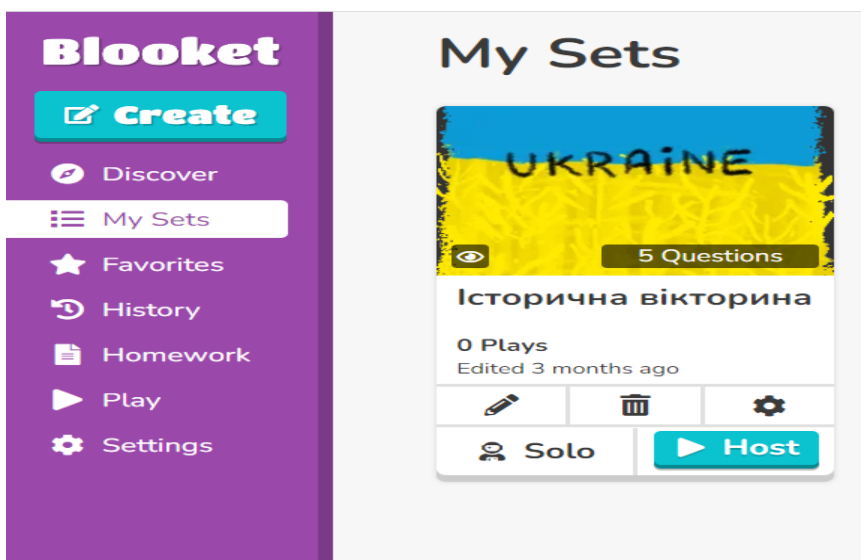 Blooket
Create
Discover
My Sets
Favorites
History
Homework
Play
Settings
My Sets
UKRAiNE
5 Questions
Історична вікторина
0 Plays
Edited 3 months ago
Solo
Host